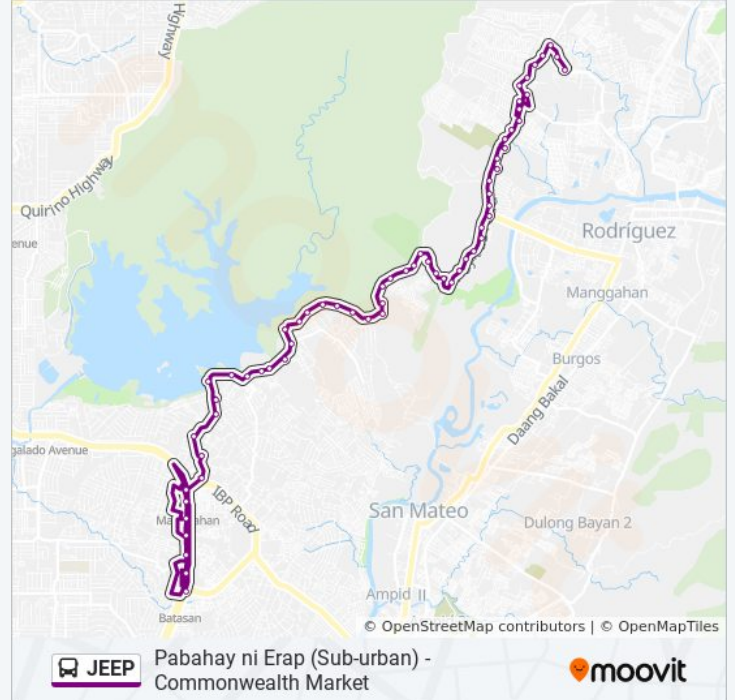 Highway
Quirino Highway
enue
Rodríguez
Manggahan
Burgos
Daang Bakal
galado Avenue
IBP Road
San Mateo
Dulong Bayan 2
Ampid II
Batasan
© OpenStreetMap contributors | © OpenMapTiles
JEEP
Pabahay ni Erap (Sub-urban) -
Commonwealth Market
moovit